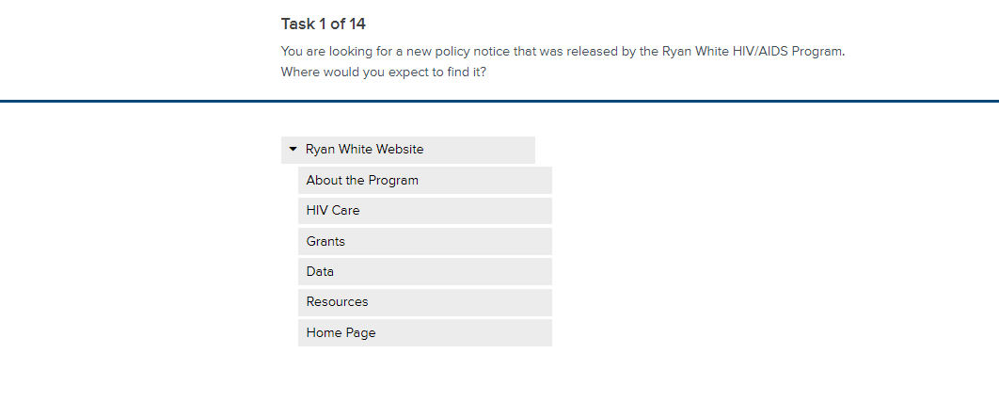 Task 1 of 14
You are looking for a new policy notice that was released by the Ryan White HIV/AIDS Program.
Where would you expect to find it?
Ryan White Website
About the Program
HIV Care
Grants
Data
Resources
Home Page